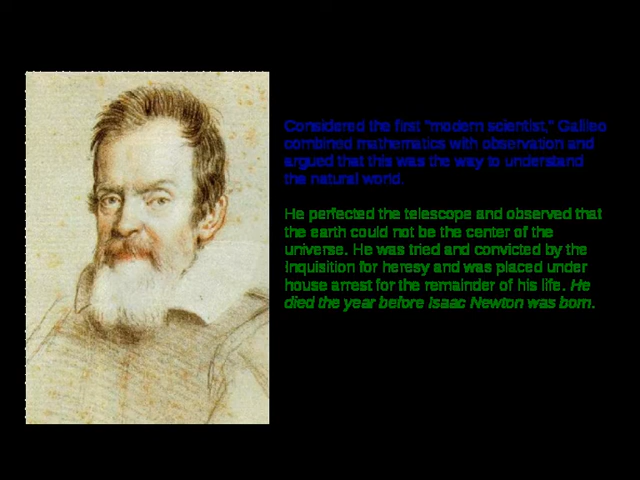 Considered the first "modern scientist," Galileo
combined mathematics with observation and
argued that this was the way to understand
the natural world.
He perfected the telescope and observed that
the earth could not be the center of the
universe. He was tried and convicted by the
Inquisition for heresy and was placed under
house arrest for the remainder of his life. He
died the year before Isaac Newton was born.